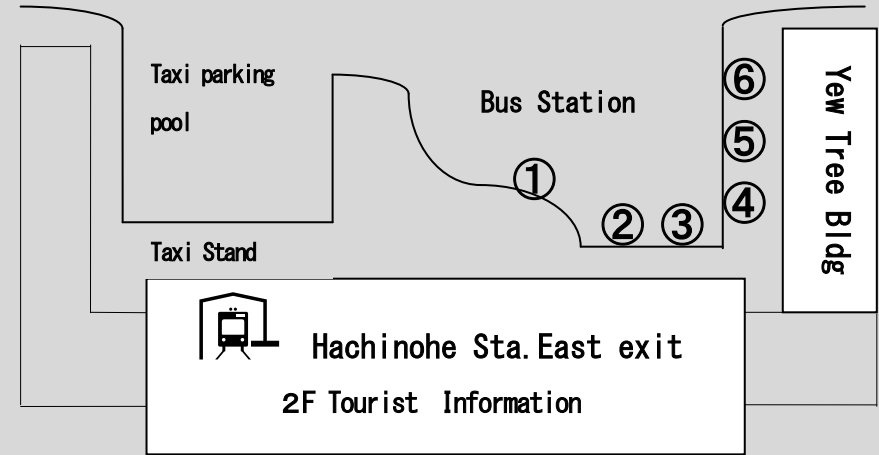 Taxi parking
pool
Bus Station
⑥
⑤
④
①
②
③
Yew Tree Bldg
Taxi Stand
Hachinohe Sta.East exit
2F Tourist Information